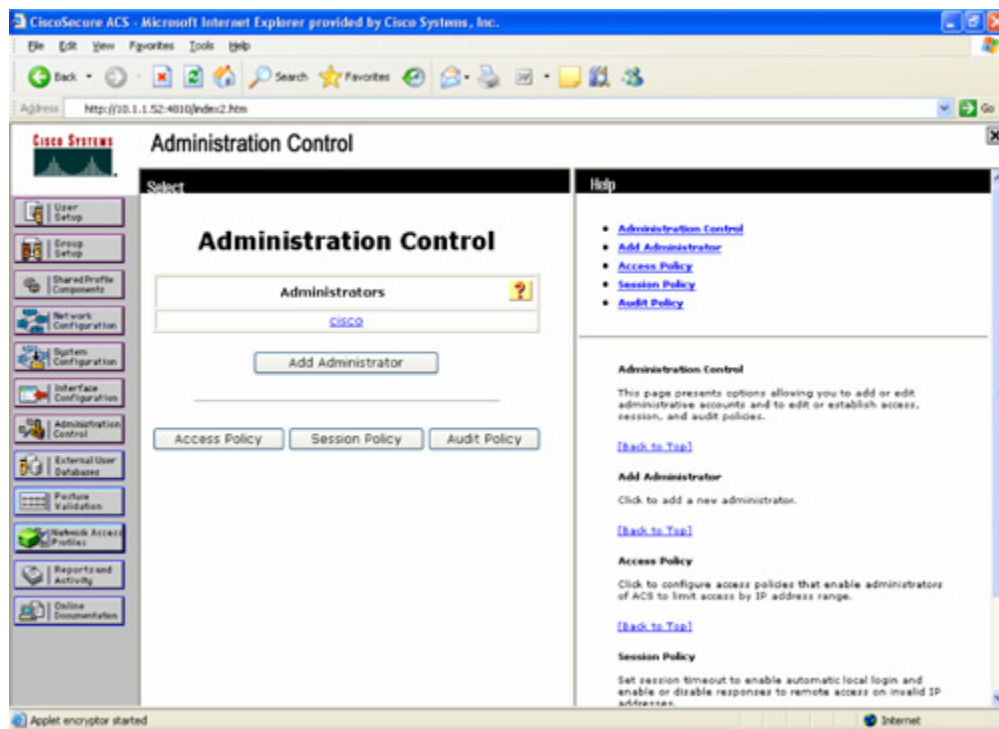 CiscoSecure ACS - Microsoft Internet Explorer provided by Cisco Systems, Inc.
File Edit View Favorites Tools Help
Back Search Favorites
Address http://10.1.1.52:4010/index2.htm Go
CISCO SYSTEMS
Administration Control
User
Setup
Group
Setup
Shared Profile
Components
Network
Configuration
System
Configuration
Interface
Configuration
Administration
Control
External User
Databases
Posture
Validation
Network Access
Profiles
Reports and
Activity
Online
Documentation
Select
Administration Control
Administrators ?
cisco
Add Administrator
Access Policy Session Policy Audit Policy
Help
Administration Control
Add Administrator
Access Policy
Session Policy
Audit Policy
Administration Control
This page presents options allowing you to add or edit
administrative accounts and to edit or establish access,
session, and audit policies.
[Back to Top]
Add Administrator
Click to add a new administrator.
[Back to Top]
Access Policy
Click to configure access policies that enable administrators
of ACS to limit access by IP address range.
[Back to Top]
Session Policy
Set session timeout to enable automatic local login and
enable or disable responses to remote access on invalid IP
addresses.
Applet encryptor started Internet